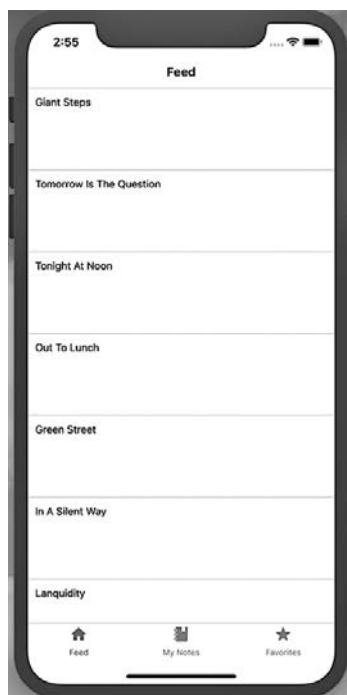 2:55
Feed
Giant Steps
Tomorrow Is The Question
Tonight At Noon
Out To Lunch
Green Street
In A Silent Way
Lanquidity
Feed My Notes Favorites